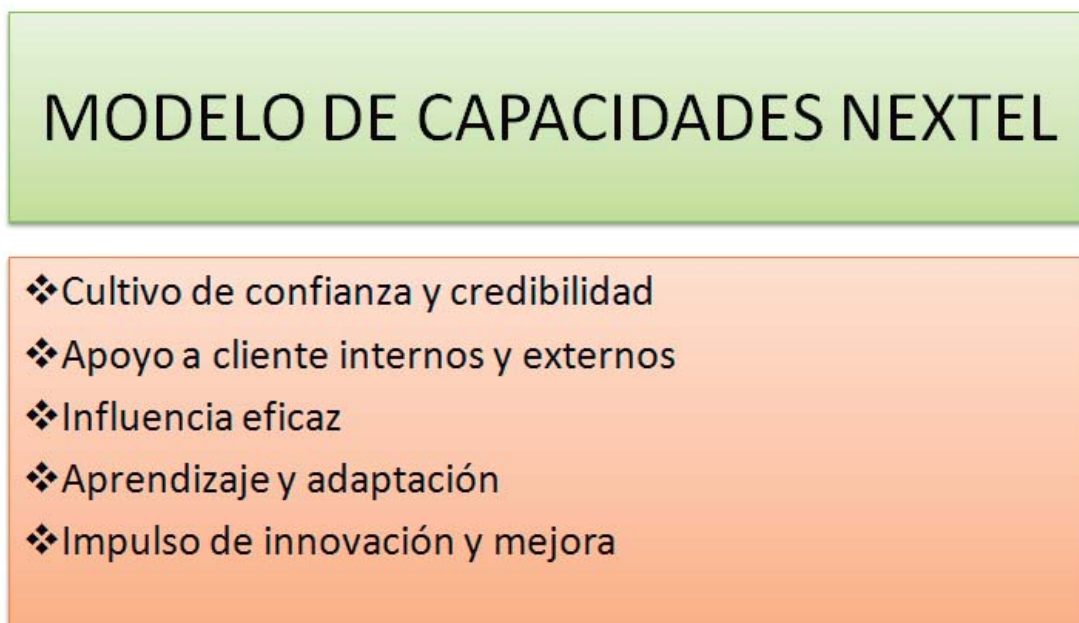 MODELO DE CAPACIDADES NEXTEL
❖Cultivo de confianza y credibilidad
❖Apoyo a cliente internos y externos
❖Influencia eficaz
❖Aprendizaje y adaptación
❖Impulso de innovación y mejora